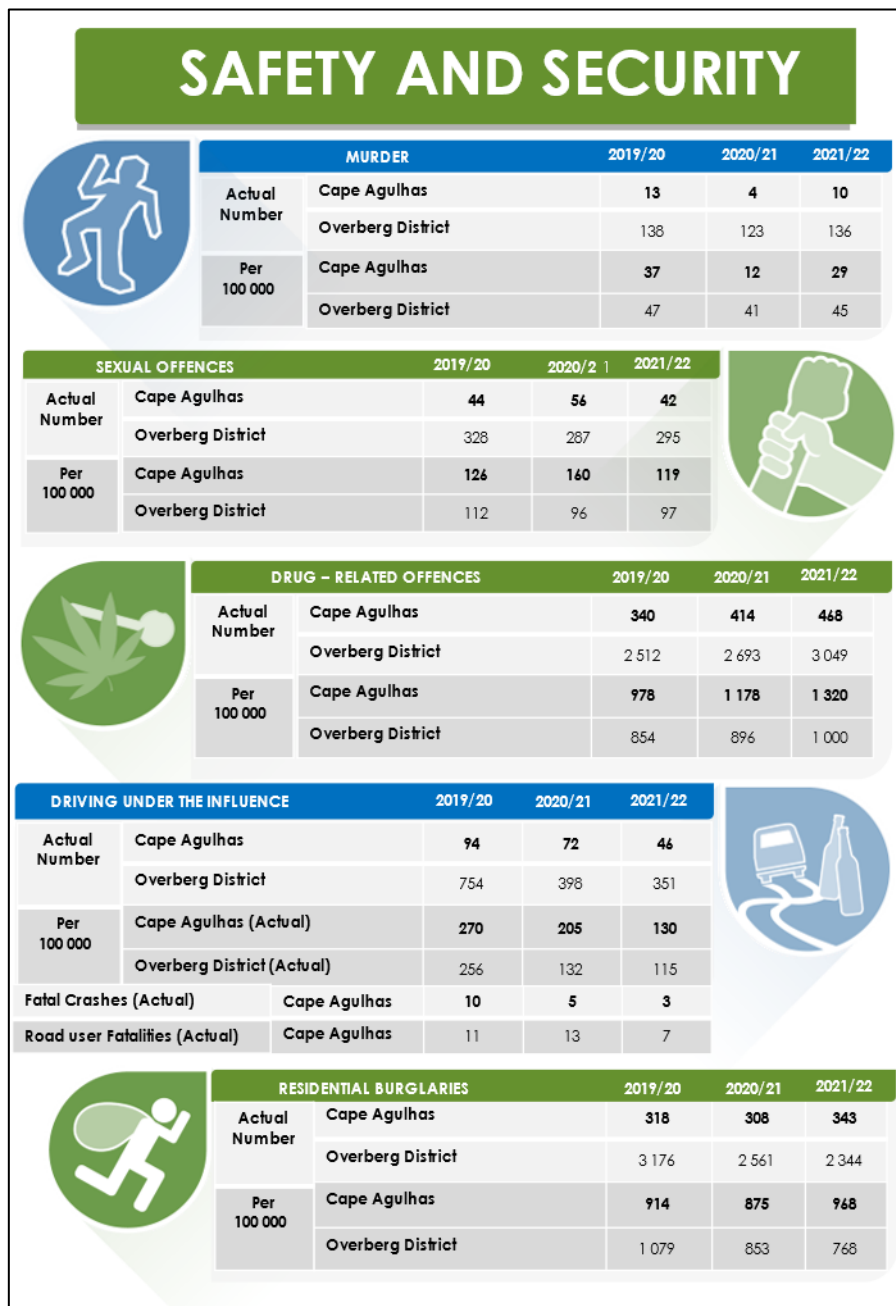 SAFETY AND SECURITY
MURDER 2019/20 2020/21 2021/22
Actual Number Cape Agulhas 13 4 10
Overberg District 138 123 136
Per 100 000 Cape Agulhas 37 12 29
Overberg District 47 41 45
SEXUAL OFFENCES 2019/20 2020/2 1 2021/22
Actual Number Cape Agulhas 44 56 42
Overberg District 328 287 295
Per 100 000 Cape Agulhas 126 160 119
Overberg District 112 96 97
DRUG – RELATED OFFENCES 2019/20 2020/21 2021/22
Actual Number Cape Agulhas 340 414 468
Overberg District 2 512 2 693 3 049
Per 100 000 Cape Agulhas 978 1 178 1 320
Overberg District 854 896 1 000
DRIVING UNDER THE INFLUENCE 2019/20 2020/21 2021/22
Actual Number Cape Agulhas 94 72 46
Overberg District 754 398 351
Per 100 000 Cape Agulhas (Actual) 270 205 130
Overberg District (Actual) 256 132 115
Fatal Crashes (Actual) Cape Agulhas 10 5 3
Road user Fatalities (Actual) Cape Agulhas 11 13 7
RESIDENTIAL BURGLARIES 2019/20 2020/21 2021/22
Actual Number Cape Agulhas 318 308 343
Overberg District 3 176 2 561 2 344
Per 100 000 Cape Agulhas 914 875 968
Overberg District 1 079 853 768